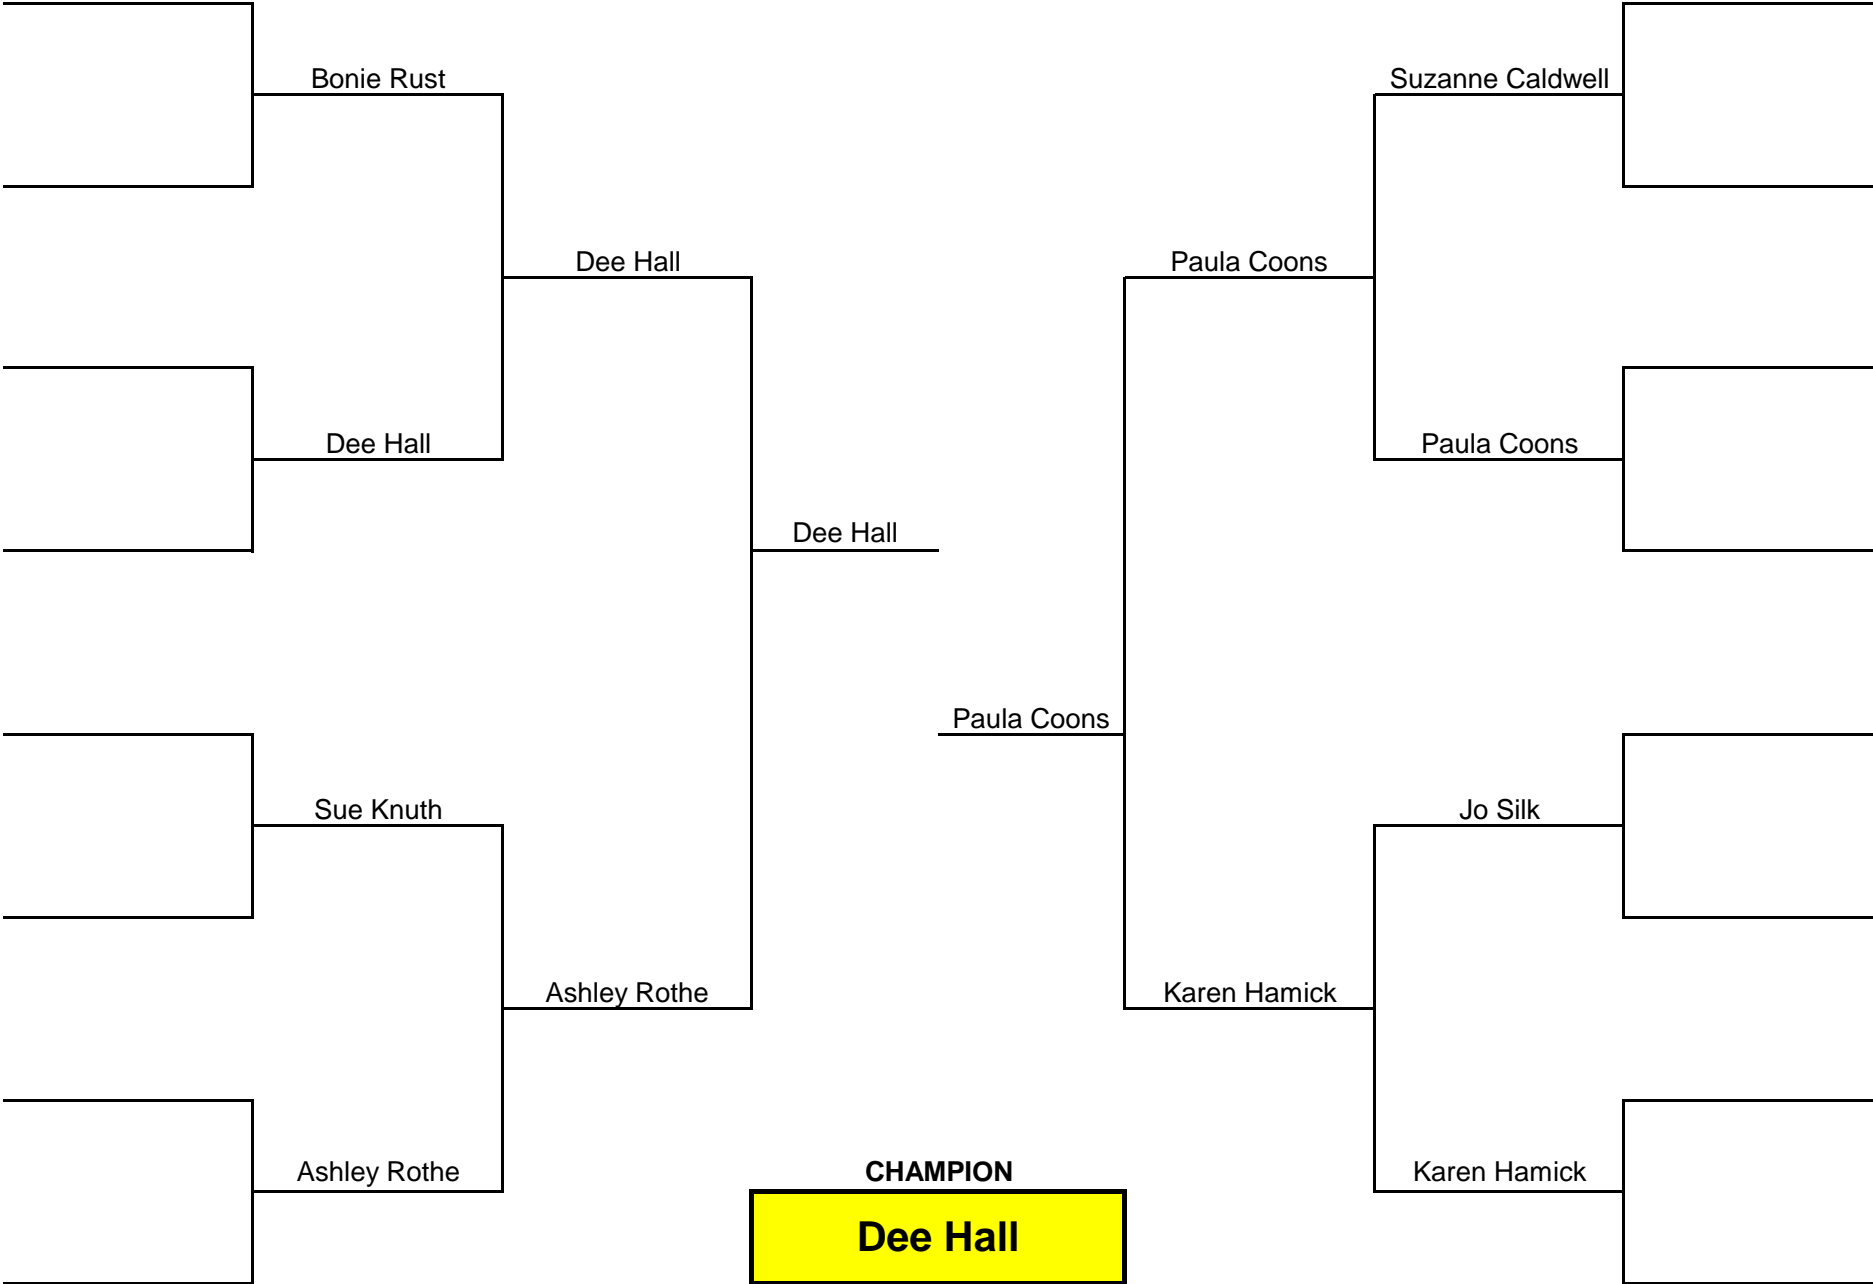 Bonie Rust
Suzanne Caldwell
Dee Hall
Paula Coons
Dee Hall
Paula Coons
Dee Hall
Paula Coons
Sue Knuth
Jo Silk
Ashley Rothe
Karen Hamick
Ashley Rothe
CHAMPION
Karen Hamick
Dee Hall